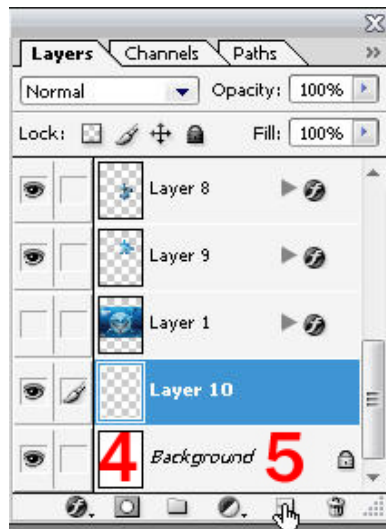 Layers Channels Paths
Normal Opacity: 100%
Lock: Fill: 100%
Layer 8
Layer 9
Layer 1
Layer 10
4 Background 5